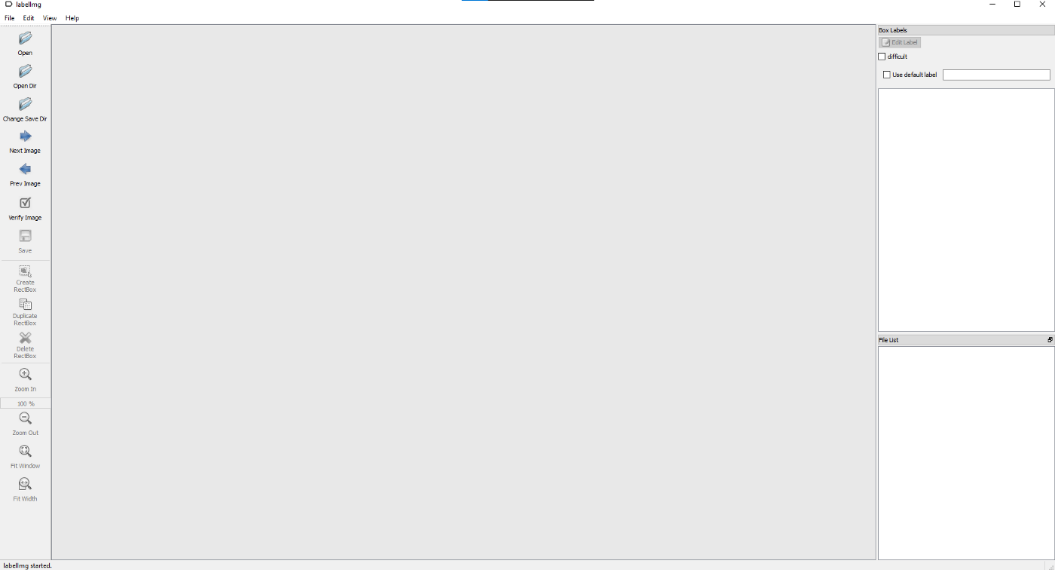 labelImg
File Edit View Help
Open
Open Dir
Change Save Dir
Next Image
Prev Image
Verify Image
Save
Create
RectBox
Duplicate
RectBox
Delete
RectBox
Zoom In
100 %
Zoom Out
Fit Window
Fit Width
Box Labels
Edit Label
difficult
Use default label
File List
labelImg started.